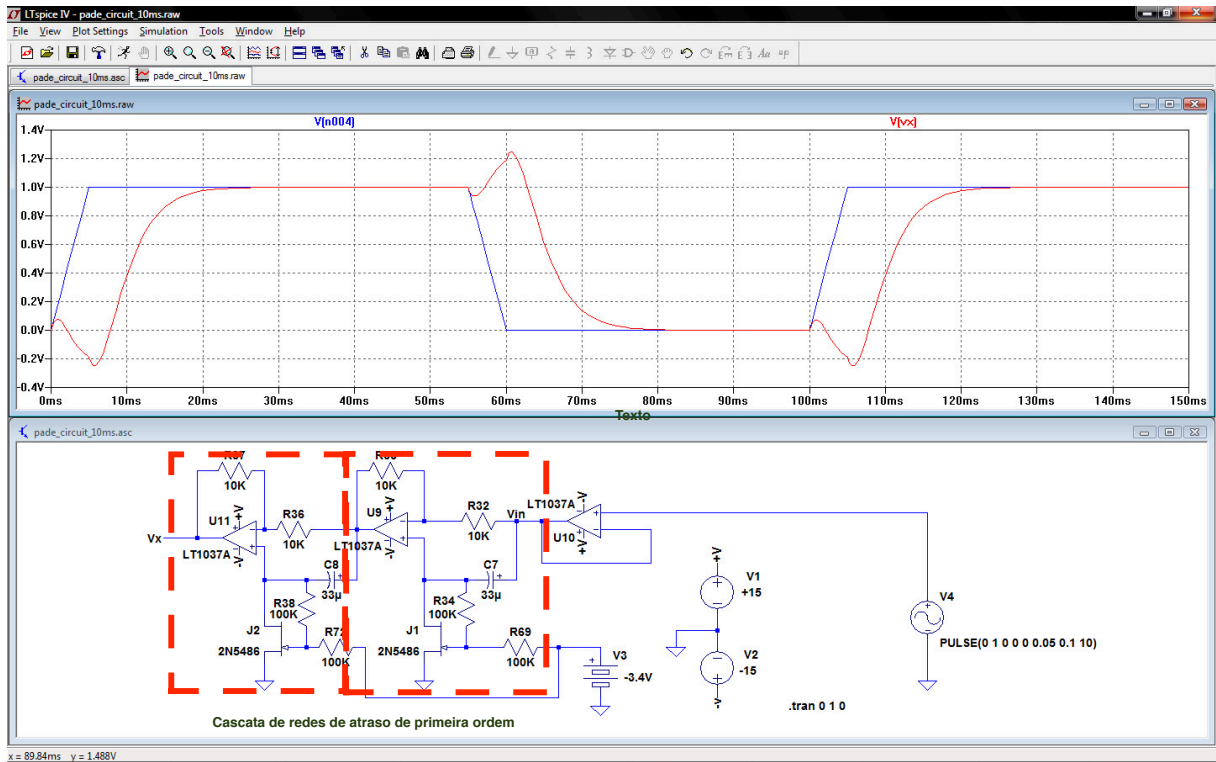 LTspice IV - pade_circuit_10ms.raw
File View Plot Settings Simulation Tools Window Help
pade_circuit_10ms.asc pade_circuit_10ms.raw
pade_circuit_10ms.raw
V(n004) V(vx)
1.4V
1.2V
1.0V
0.8V
0.6V
0.4V
0.2V
0.0V
-0.2V
-0.4V
0ms 10ms 20ms 30ms 40ms 50ms 60ms 70ms 80ms 90ms 100ms 110ms 120ms 130ms 140ms 150ms
Texto
pade_circuit_10ms.asc
10K
10K
U11
+V
-V
LT1037A
R36
10K
Vx
U9
+V
-V
LT1037A
R32
10K
Vin
LT1037A
U10
-V
+V
C8
33µ
R38
100K
J2
2N5486
100K
C7
33µ
R34
100K
J1
2N5486
R69
100K
V3
-3.4V
+V
V1
+15
V2
-15
-V
V4
PULSE(0 1 0 0 0 0.05 0.1 10)
.tran 0 1 0
Cascata de redes de atraso de primeira ordem
x = 89.84ms y = 1.488V